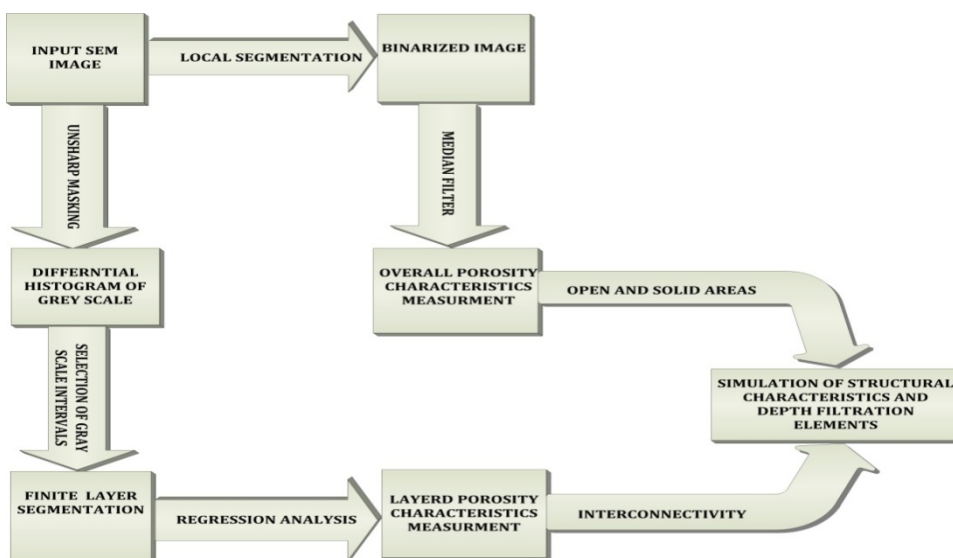 INPUT SEM
IMAGE
LOCAL SEGMENTATION
BINARIZED IMAGE
UNSHARP MASKING
MEDIAN FILTER
DIFFERNTIAL
HISTOGRAM OF
GREY SCALE
OVERALL POROSITY
CHARACTERISTICS
MEASURMENT
OPEN AND SOLID AREAS
SELECTION OF GRAY
SCALE INTERVALS
SIMULATION OF STRUCTURAL
CHARACTERISTICS AND
DEPTH FILTRATION
ELEMENTS
FINITE LAYER
SEGMENTATION
REGRESSION ANALYSIS
LAYERD POROSITY
CHARACTERISTICS
MEASURMENT
INTERCONNECTIVITY